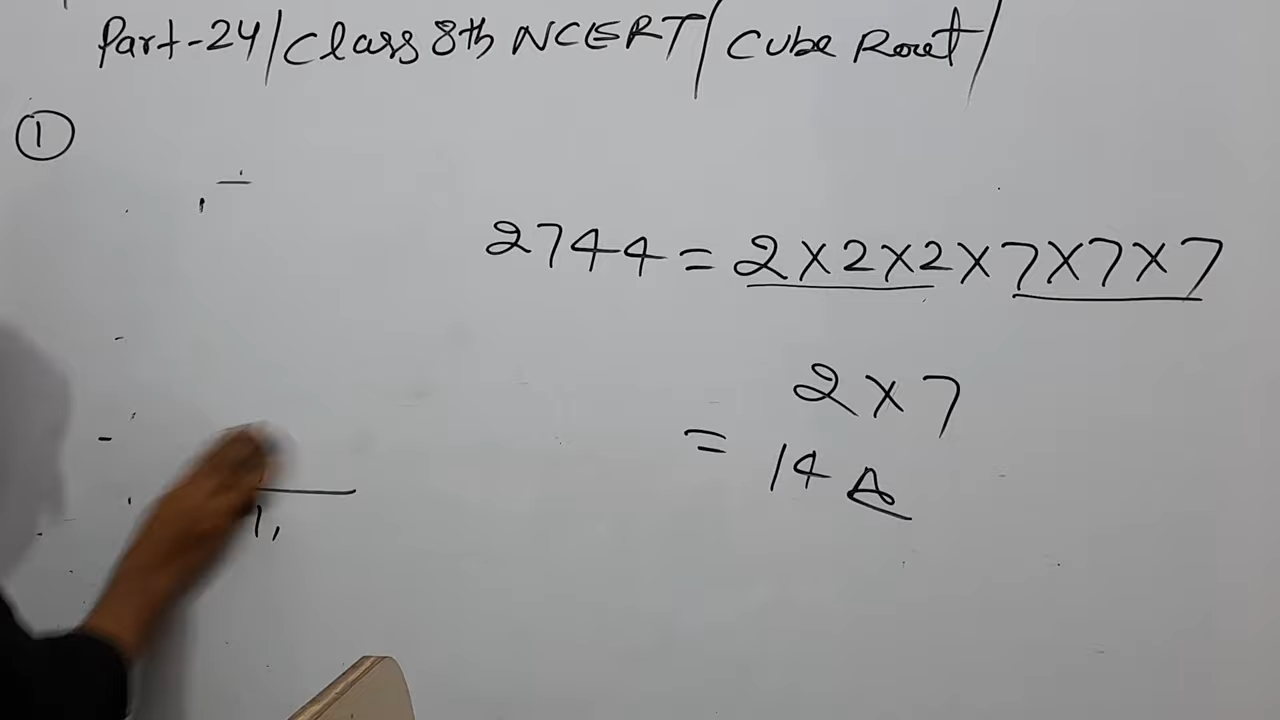 Part-24/Class 8th NCERT/Cube Root/
①
2744 = 2×2×2×7×7×7
2×7
=
14 A